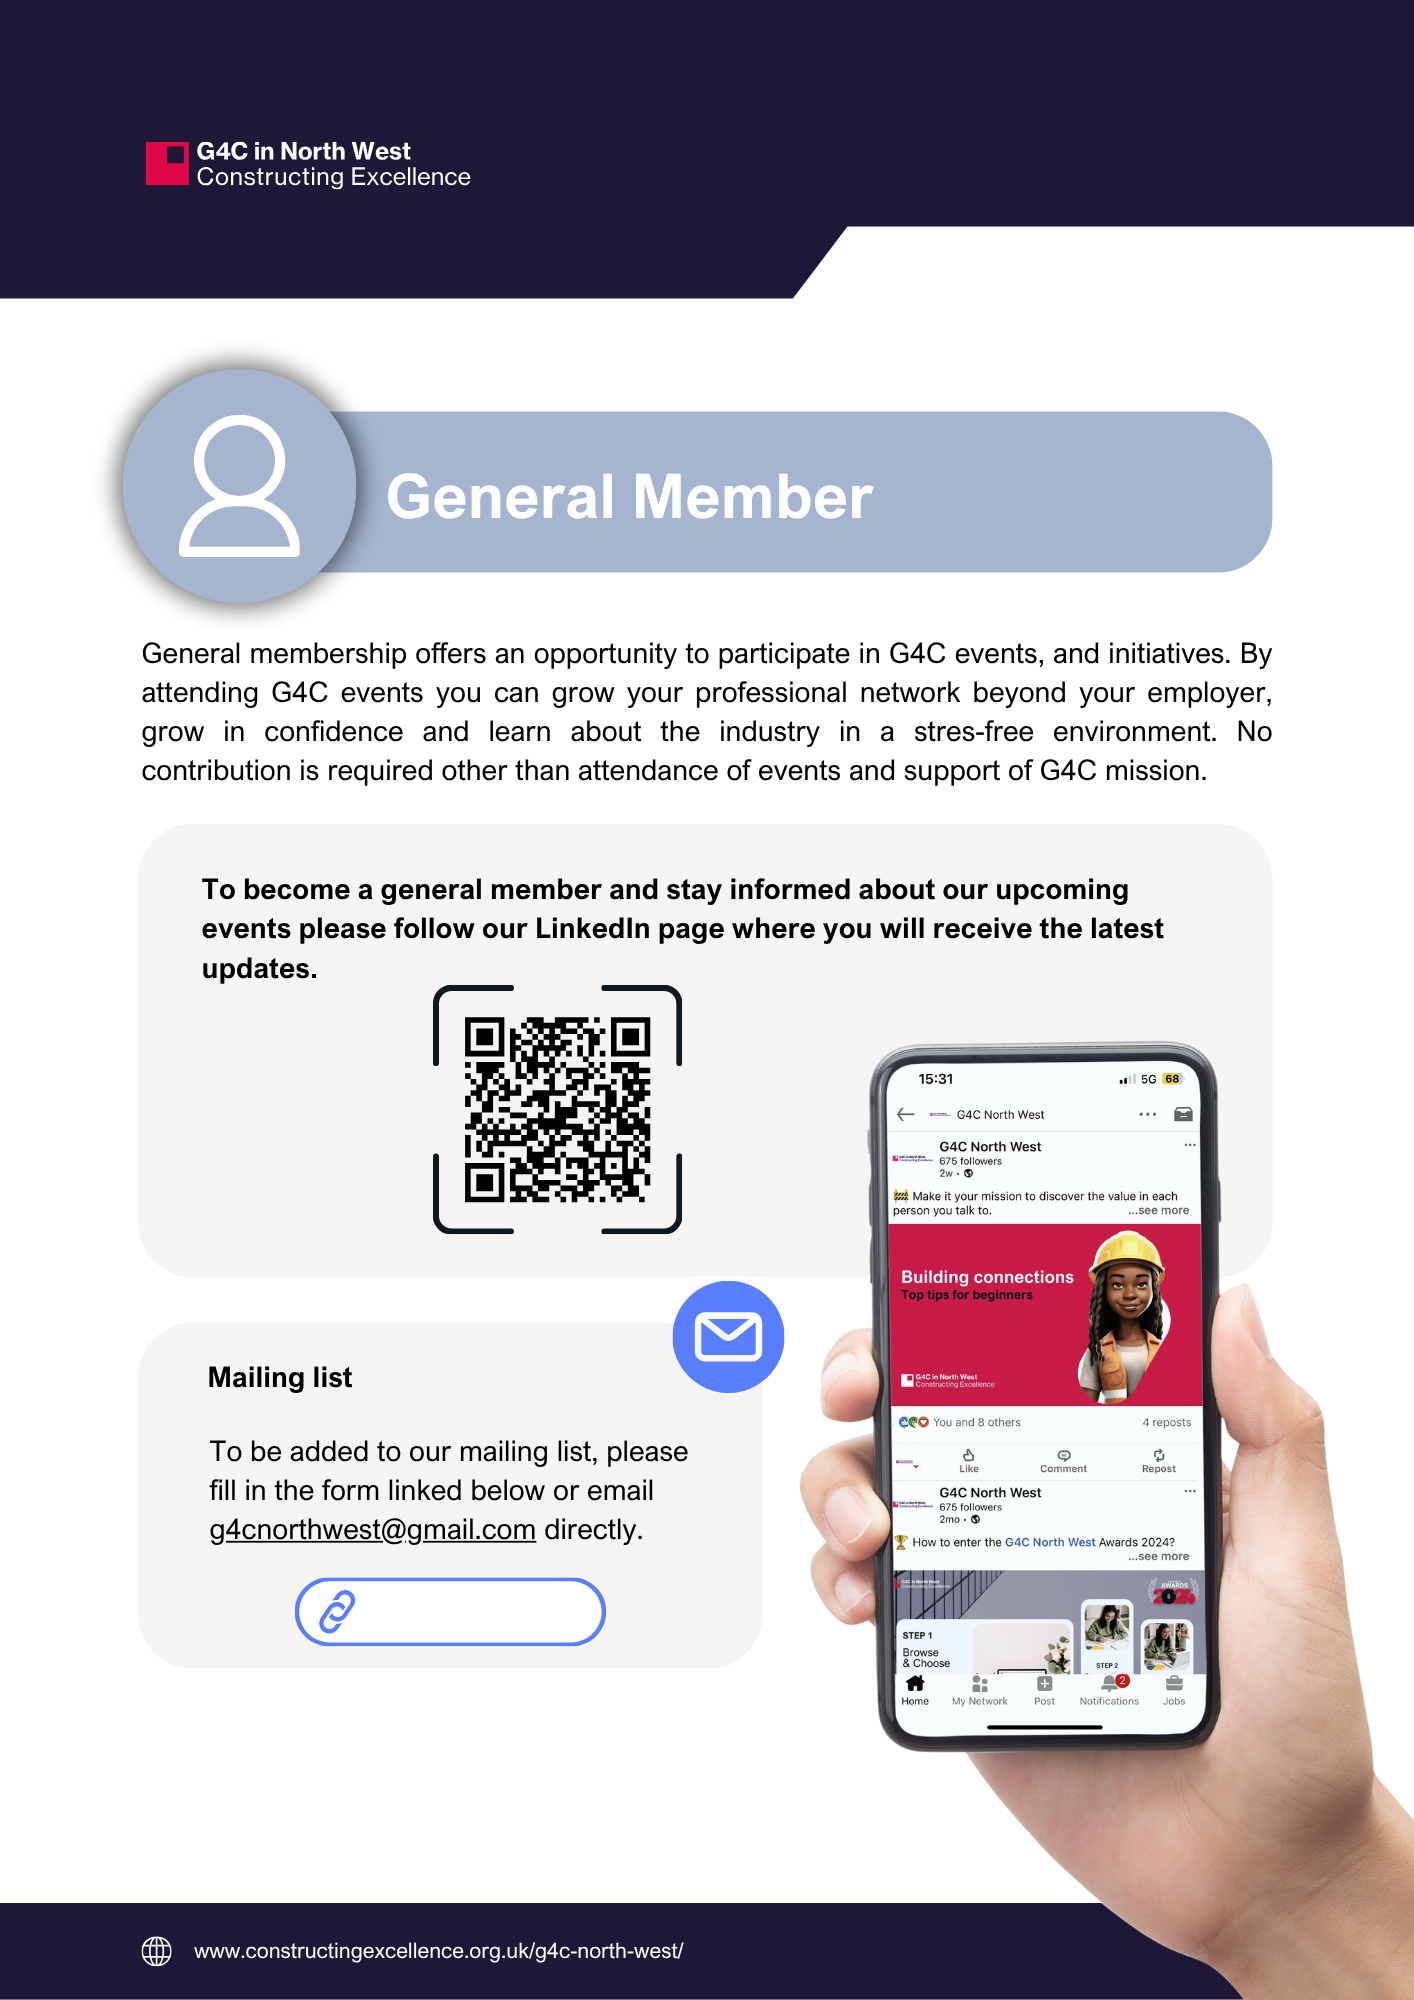 G4C in North West
Constructing Excellence
General Member
General membership offers an opportunity to participate in G4C events, and initiatives. By
attending G4C events you can grow your professional network beyond your employer,
grow in confidence and learn about the industry in a stres-free environment. No
contribution is required other than attendance of events and support of G4C mission.
To become a general member and stay informed about our upcoming
events please follow our LinkedIn page where you will receive the latest
updates.
15:31
5G 68
G4C North West
G4C North West
675 followers
2w •
Make it your mission to discover the value in each
person you talk to.
...see more
Building connections
Top tips for beginners
G4C in North West
Constructing Excellence
You and 8 others
4 reposts
Like
Comment
Repost
G4C North West
675 followers
2mo •
How to enter the G4C North West Awards 2024?
...see more
AWARDS
2024
STEP 1
Browse
& Choose
STEP 2
2
Home
My Network
Post
Notifications
Jobs
Mailing list
To be added to our mailing list, please
fill in the form linked below or email
g4cnorthwest@gmail.com directly.
www.constructingexcellence.org.uk/g4c-north-west/